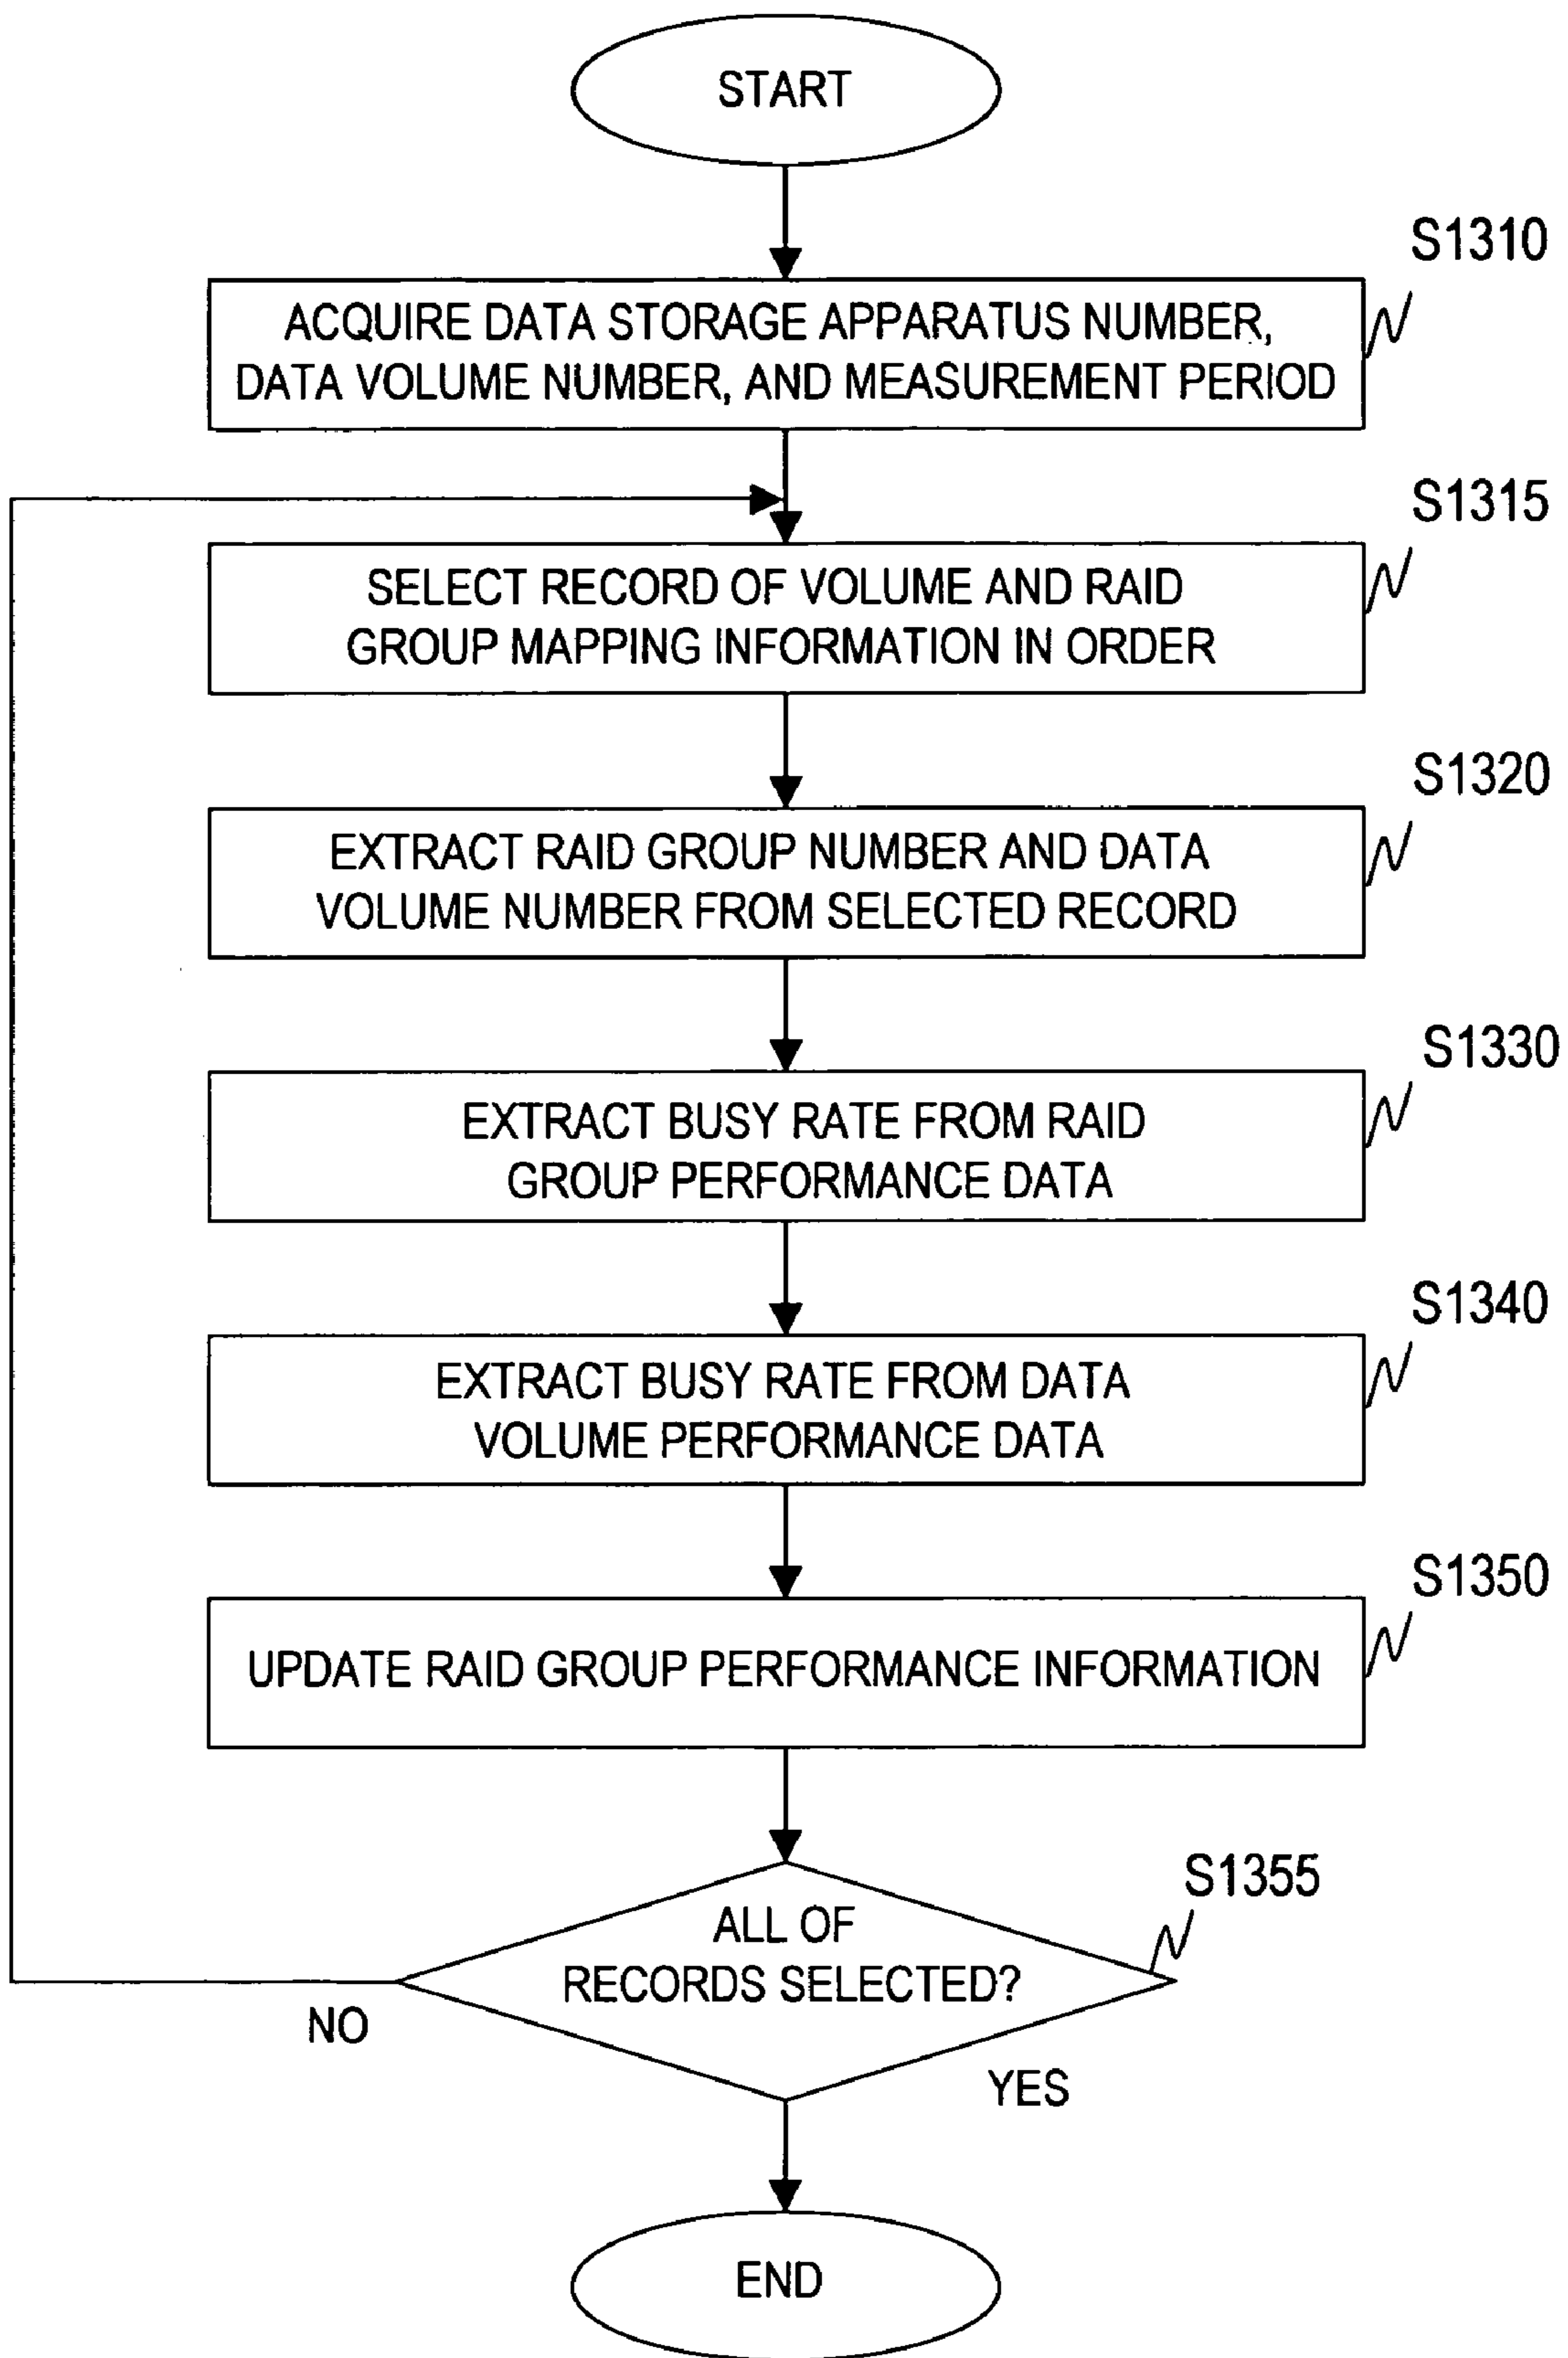 START
S1310
ACQUIRE DATA STORAGE APPARATUS NUMBER,
DATA VOLUME NUMBER, AND MEASUREMENT PERIOD
S1315
SELECT RECORD OF VOLUME AND RAID
GROUP MAPPING INFORMATION IN ORDER
S1320
EXTRACT RAID GROUP NUMBER AND DATA
VOLUME NUMBER FROM SELECTED RECORD
S1330
EXTRACT BUSY RATE FROM RAID
GROUP PERFORMANCE DATA
S1340
EXTRACT BUSY RATE FROM DATA
VOLUME PERFORMANCE DATA
S1350
UPDATE RAID GROUP PERFORMANCE INFORMATION
S1355
ALL OF
RECORDS SELECTED?
NO
YES
END